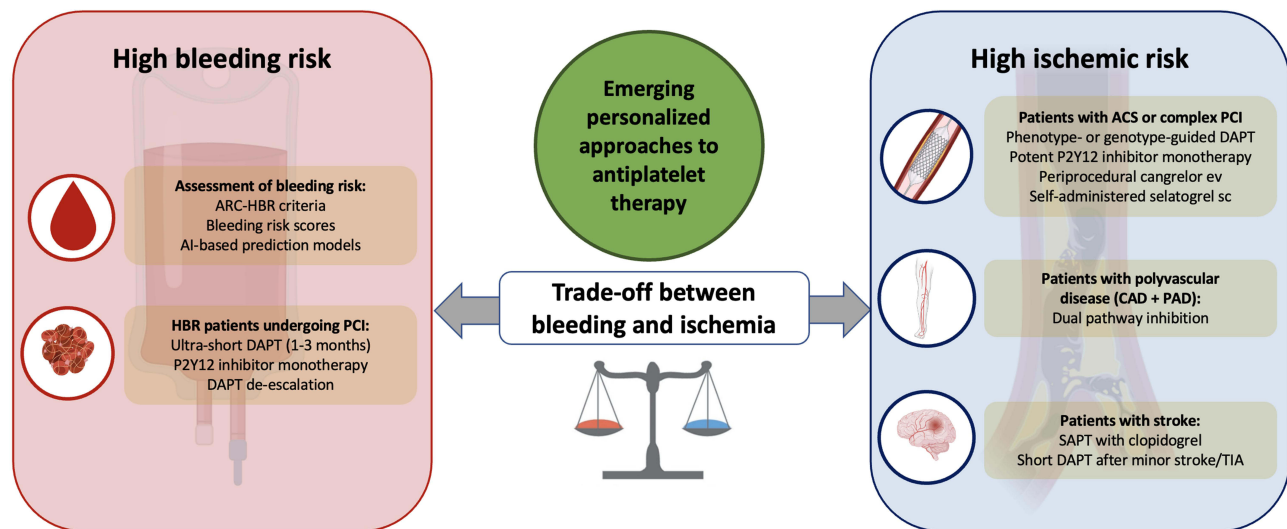 High bleeding risk
Assessment of bleeding risk:
ARC-HBR criteria
Bleeding risk scores
AI-based prediction models
HBR patients undergoing PCI:
Ultra-short DAPT (1-3 months)
P2Y12 inhibitor monotherapy
DAPT de-escalation
Emerging
personalized
approaches to
antiplatelet
therapy
Trade-off between
bleeding and ischemia
High ischemic risk
Patients with ACS or complex PCI
Phenotype- or genotype-guided DAPT
Potent P2Y12 inhibitor monotherapy
Periprocedural cangrelor ev
Self-administered selatogrel sc
Patients with polyvascular
disease (CAD + PAD):
Dual pathway inhibition
Patients with stroke:
SAPT with clopidogrel
Short DAPT after minor stroke/TIA